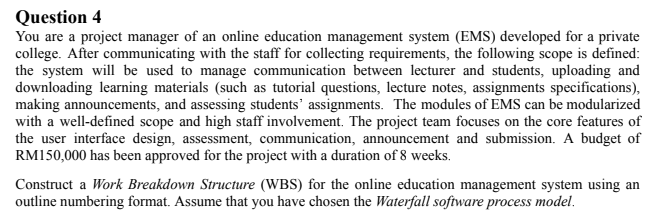 Question 4
You are a project manager of an online education management system (EMS) developed for a private
college. After communicating with the staff for collecting requirements, the following scope is defined:
the system will be used to manage communication between lecturer and students, uploading and
downloading learning materials (such as tutorial questions, lecture notes, assignments specifications),
making announcements, and assessing students’ assignments. The modules of EMS can be modularized
with a well-defined scope and high staff involvement. The project team focuses on the core features of
the user interface design, assessment, communication, announcement and submission. A budget of
RM150,000 has been approved for the project with a duration of 8 weeks.
Construct a Work Breakdown Structure (WBS) for the online education management system using an
outline numbering format. Assume that you have chosen the Waterfall software process model.